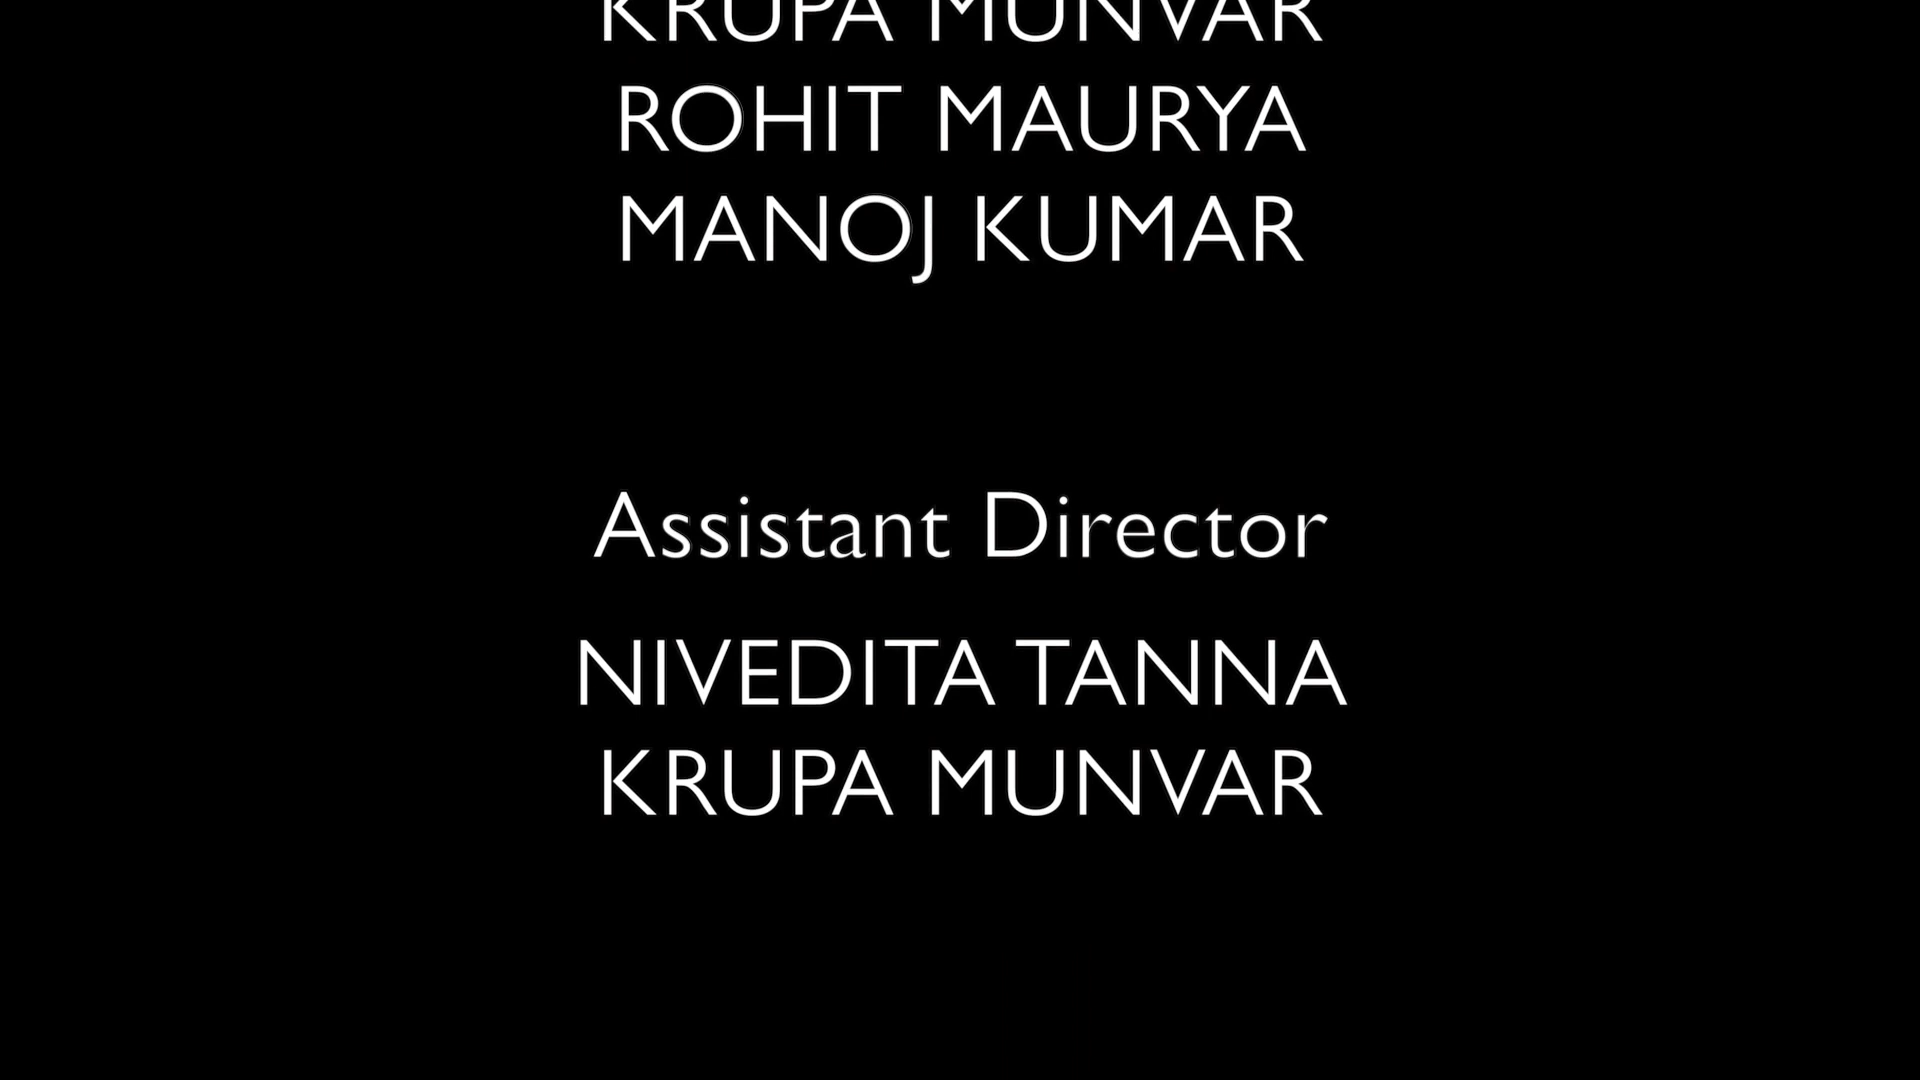 KRUPA MUNVAR
ROHIT MAURYA
MANOJ KUMAR
Assistant Director
NIVEDITA TANNA
KRUPA MUNVAR